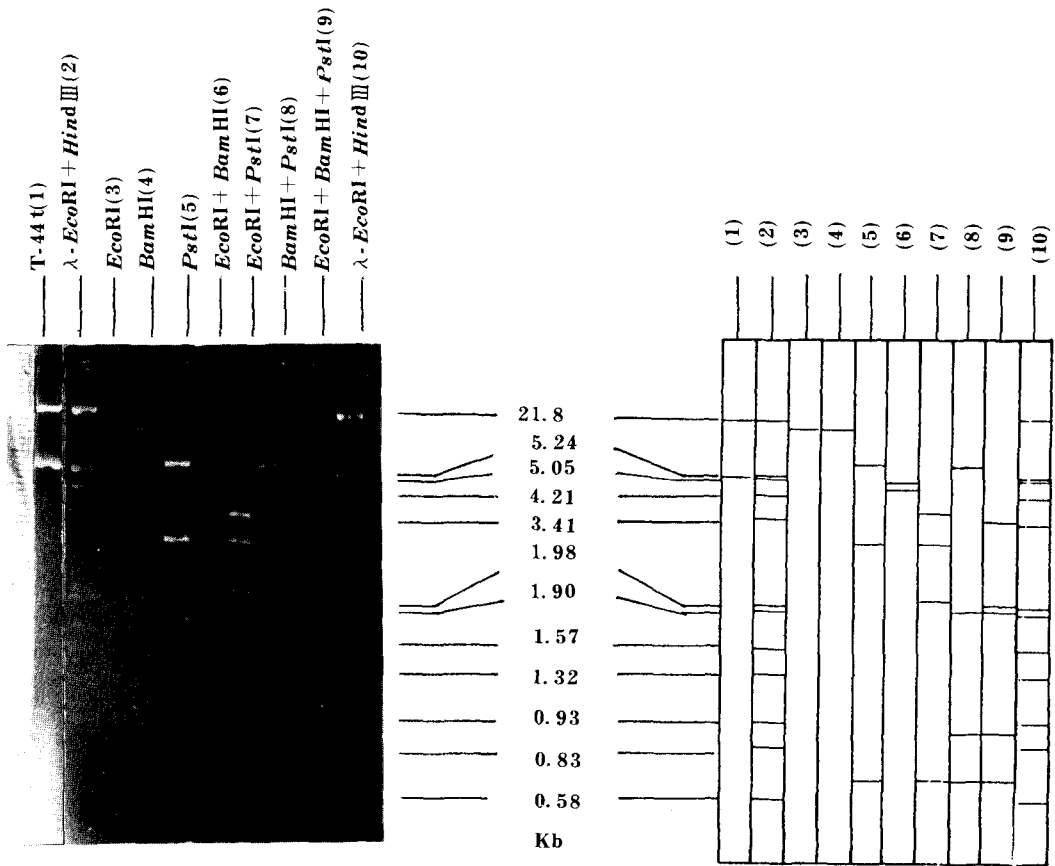 T-44t(1)
λ-EcoRI+HindⅢ(2)
EcoRI(3)
BamHI(4)
PstI(5)
EcoRI+BamHI(6)
EcoRI+PstI(7)
BamHI+PstI(8)
EcoRI+BamHI+PstI(9)
λ-EcoRI+HindⅢ(10)
21.8
5.24
5.05
4.21
3.41
1.98
1.90
1.57
1.32
0.93
0.83
0.58
Kb
(1)
(2)
(3)
(4)
(5)
(6)
(7)
(8)
(9)
(10)